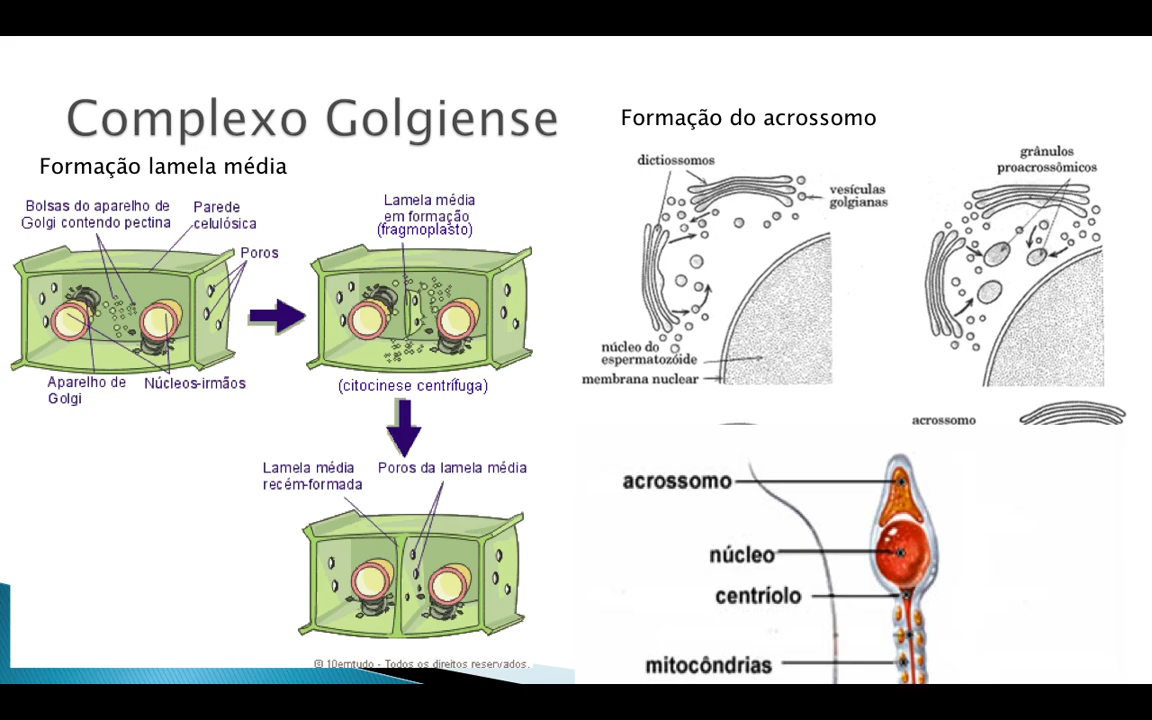 Complexo Golgiense
Formação lamela média
Bolsas do aparelho de
Golgi contendo pectina
Parede
celulósica
Poros
Aparelho de
Golgi
Núcleos-irmãos
Lamela média
em formação
(fragmoplasto)
(citocinese centrífuga)
Lamela média
recém-formada
Poros da lamela média
© 10emtudo - Todos os direitos reservados.
Formação do acrossomo
dictiossomos
vesículas
golgianas
núcleo do
espermatozóide
membrana nuclear
grânulos
proacrossômicos
acrossomo
acrossomo
núcleo
centríolo
mitocôndrias